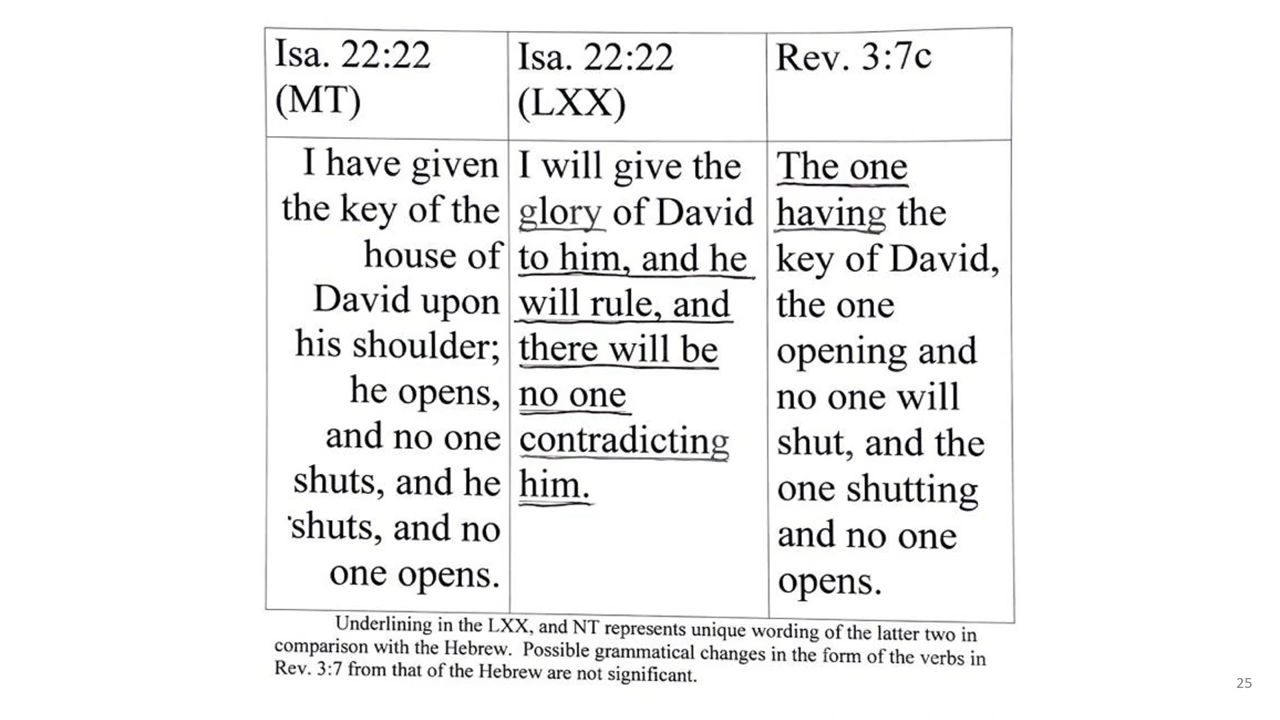 Isa. 22:22
(MT)
Isa. 22:22
(LXX)
Rev. 3:7c
I have given
the key of the
house of
David upon
his shoulder;
he opens,
and no one
shuts, and he
shuts, and no
one opens.
I will give the
glory of David
to him, and he
will rule, and
there will be
no one
contradicting
him.
The one
having the
key of David,
the one
opening and
no one will
shut, and the
one shutting
and no one
opens.
Underlining in the LXX, and NT represents unique wording of the latter two in
comparison with the Hebrew. Possible grammatical changes in the form of the verbs in
Rev. 3:7 from that of the Hebrew are not significant.
25